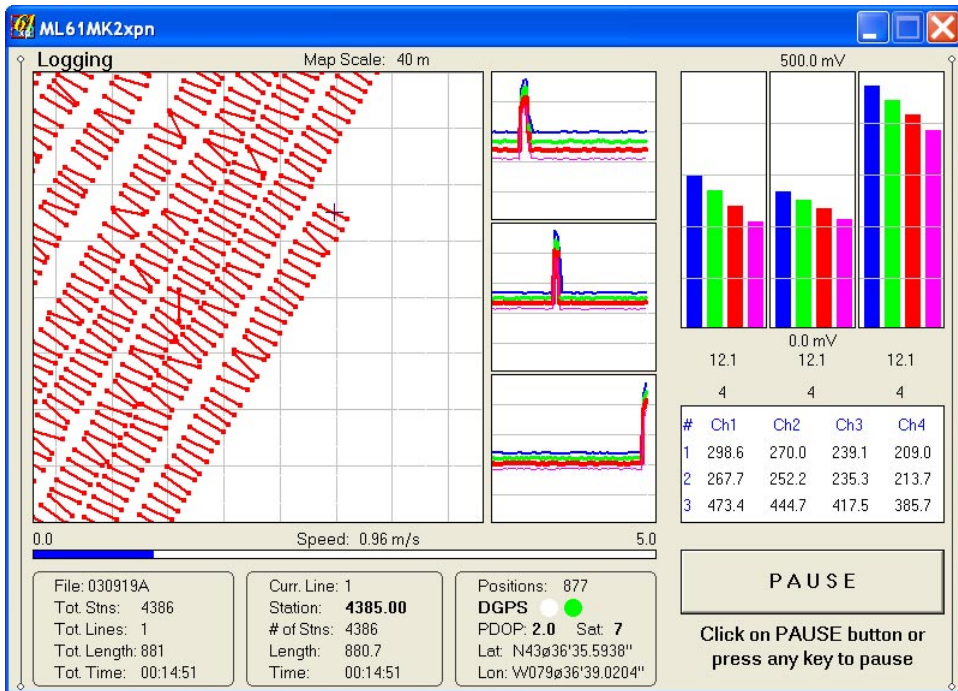 ML61MK2xpn
Logging
Map Scale: 40 m
500.0 mV
0.0 mV
12.1 12.1 12.1
4 4 4
# Ch1 Ch2 Ch3 Ch4
1 298.6 270.0 239.1 209.0
2 267.7 252.2 235.3 213.7
3 473.4 444.7 417.5 385.7
0.0 Speed: 0.96 m/s 5.0
File: 030919A
Tot. Stns: 4386
Tot. Lines: 1
Tot. Length: 881
Tot. Time: 00:14:51
Curr. Line: 1
Station: 4385.00
# of Stns: 4386
Length: 880.7
Time: 00:14:51
Positions: 877
DGPS
PDOP: 2.0 Sat: 7
Lat: N43ø36'35.5938"
Lon: W079ø36'39.0204"
PAUSE
Click on PAUSE button or
press any key to pause